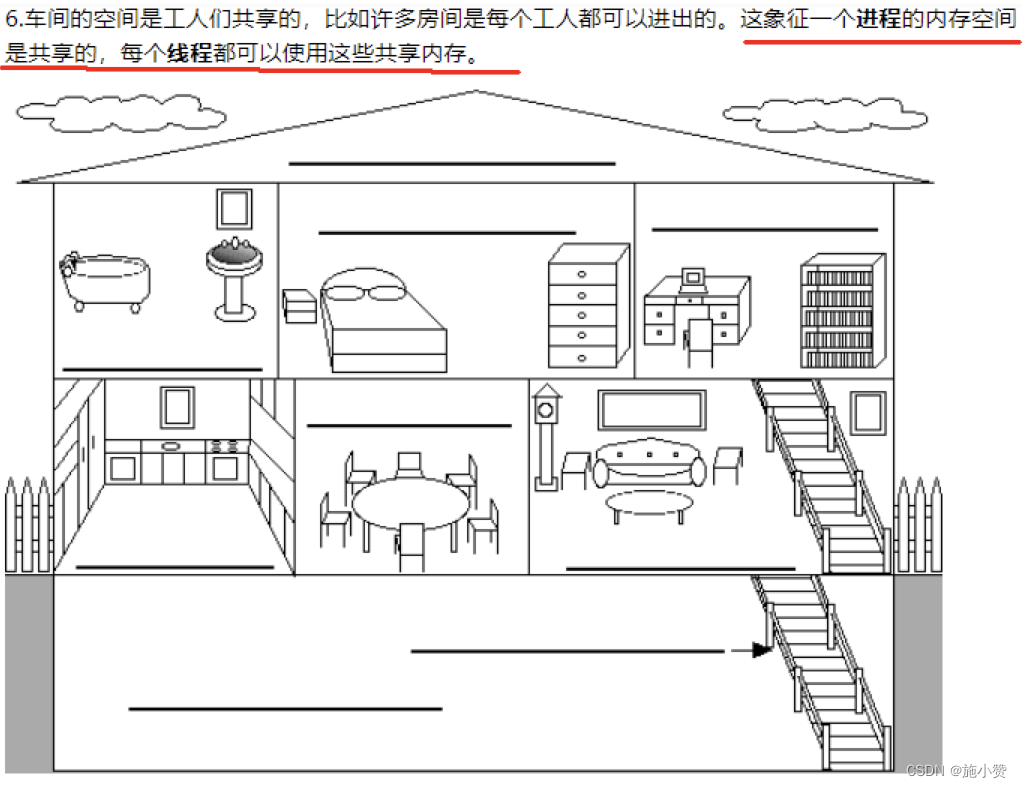 6.车间的空间是工人们共享的，比如许多房间是每个工人都可以进出的。这象征一个进程的内存空间
是共享的，每个线程都可以使用这些共享内存。
CSDN @施小赞